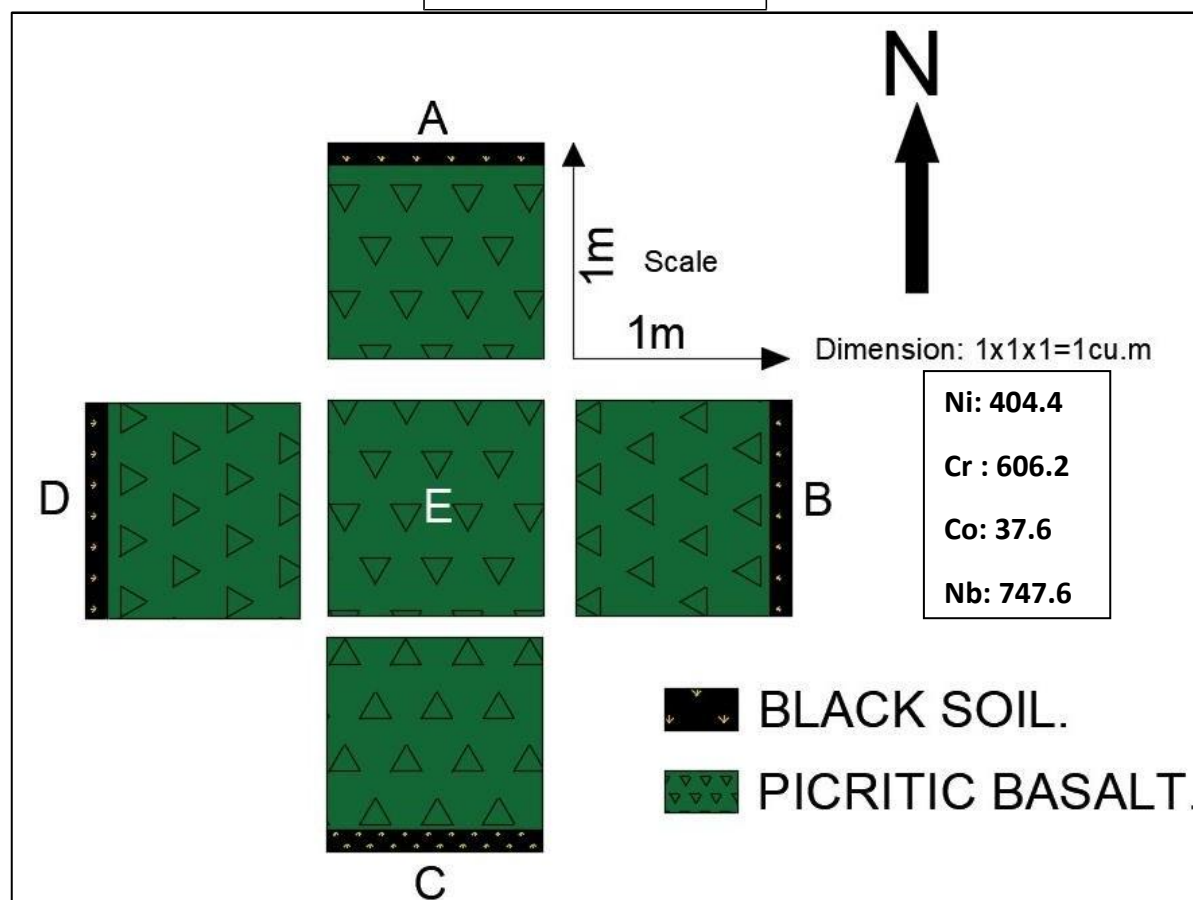 A
N
1m
Scale
1m
Dimension: 1x1x1=1cu.m
Ni: 404.4
Cr : 606.2
Co: 37.6
Nb: 747.6
D
E
B
BLACK SOIL.
PICRITIC BASALT.
C